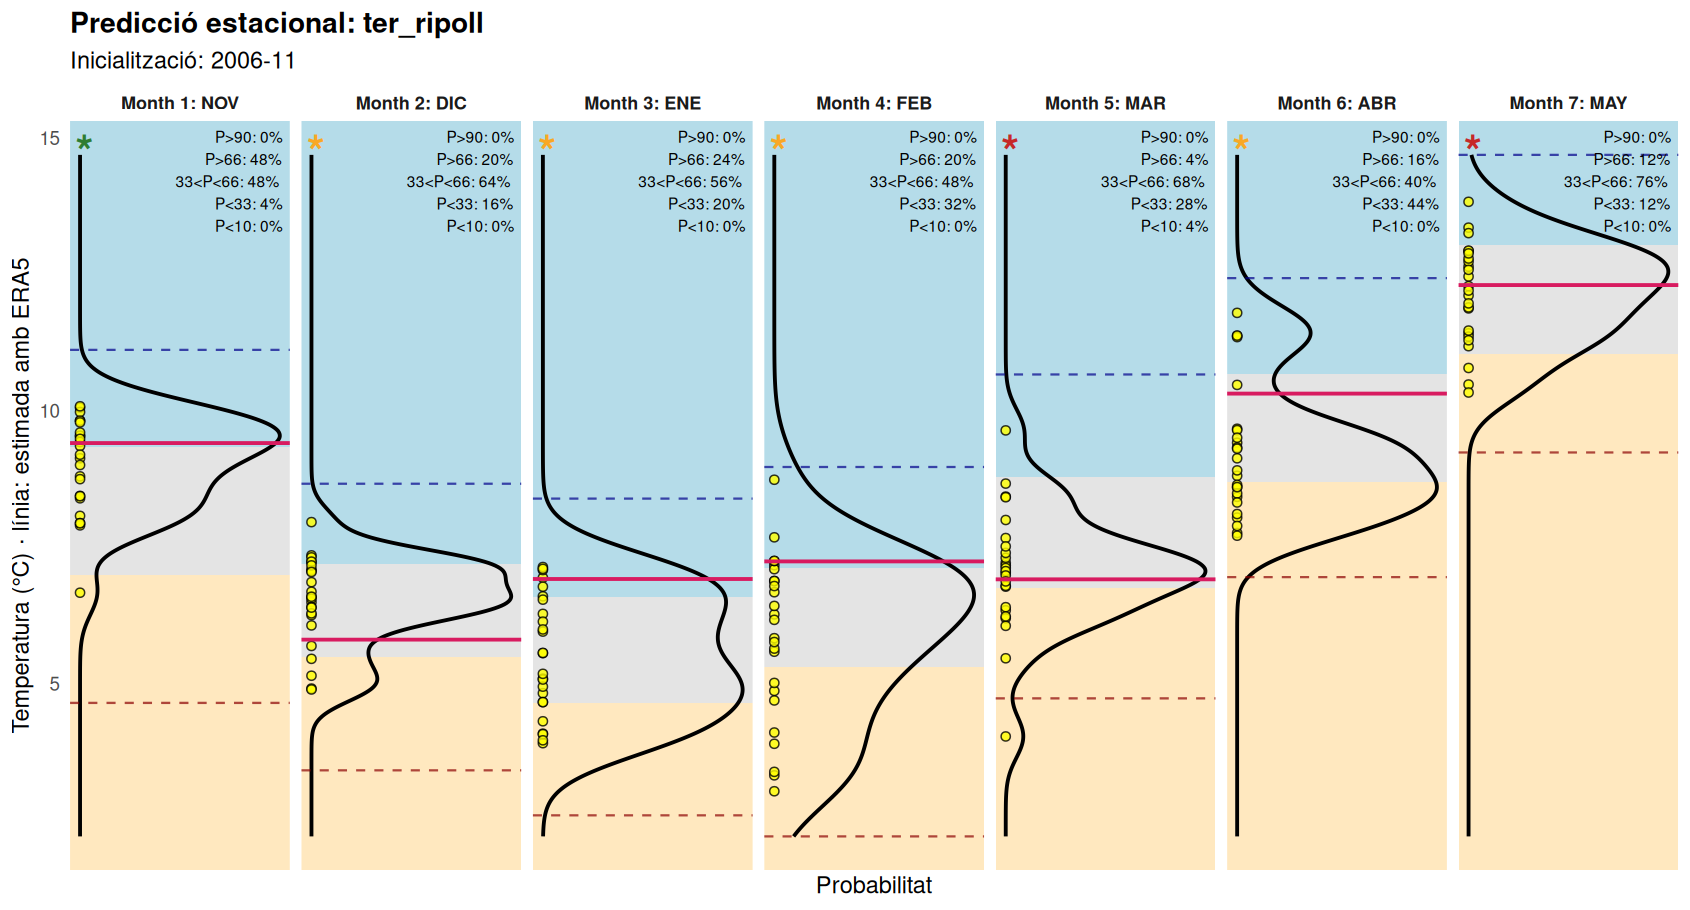 Predicció estacional: ter_ripoll
Inicialització: 2006-11
Month 1: NOV
Month 2: DIC
Month 3: ENE
Month 4: FEB
Month 5: MAR
Month 6: ABR
Month 7: MAY
Temperatura (°C) · línia: estimada amb ERA5
15
10
5
*
P>90: 0%
P>66: 48%
33<P<66: 48%
P<33: 4%
P<10: 0%
*
P>90: 0%
P>66: 20%
33<P<66: 64%
P<33: 16%
P<10: 0%
*
P>90: 0%
P>66: 24%
33<P<66: 56%
P<33: 20%
P<10: 0%
*
P>90: 0%
P>66: 20%
33<P<66: 48%
P<33: 32%
P<10: 0%
*
P>90: 0%
P>66: 4%
33<P<66: 68%
P<33: 28%
P<10: 4%
*
P>90: 0%
P>66: 16%
33<P<66: 40%
P<33: 44%
P<10: 0%
*
P>90: 0%
P>66: 12%
33<P<66: 76%
P<33: 12%
P<10: 0%
Probabilitat